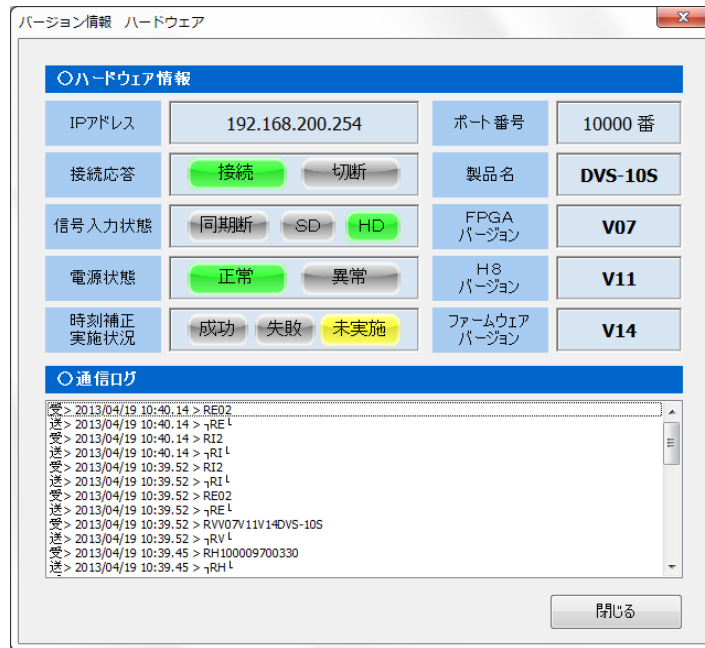 バージョン情報 ハードウェア
○ハードウェア情報
IPアドレス 192.168.200.254 ポート番号 10000 番
接続応答 接続 切断 製品名 DVS-10S
信号入力状態 同期断 SD HD FPGAバージョン V07
電源状態 正常 異常 H8バージョン V11
時刻補正実施状況 成功 失敗 未実施 ファームウェアバージョン V14
○通信ログ
受> 2013/04/19 10:40.14 > RE02
送> 2013/04/19 10:40.14 > ┐RE└
受> 2013/04/19 10:40.14 > RI2
送> 2013/04/19 10:40.14 > ┐RI└
受> 2013/04/19 10:39.52 > RI2
送> 2013/04/19 10:39.52 > ┐RI└
受> 2013/04/19 10:39.52 > RE02
送> 2013/04/19 10:39.52 > ┐RE└
受> 2013/04/19 10:39.52 > RVV07V11V14DVS-10S
送> 2013/04/19 10:39.52 > ┐RV└
受> 2013/04/19 10:39.45 > RH100009700330
送> 2013/04/19 10:39.45 > ┐RH└
閉じる